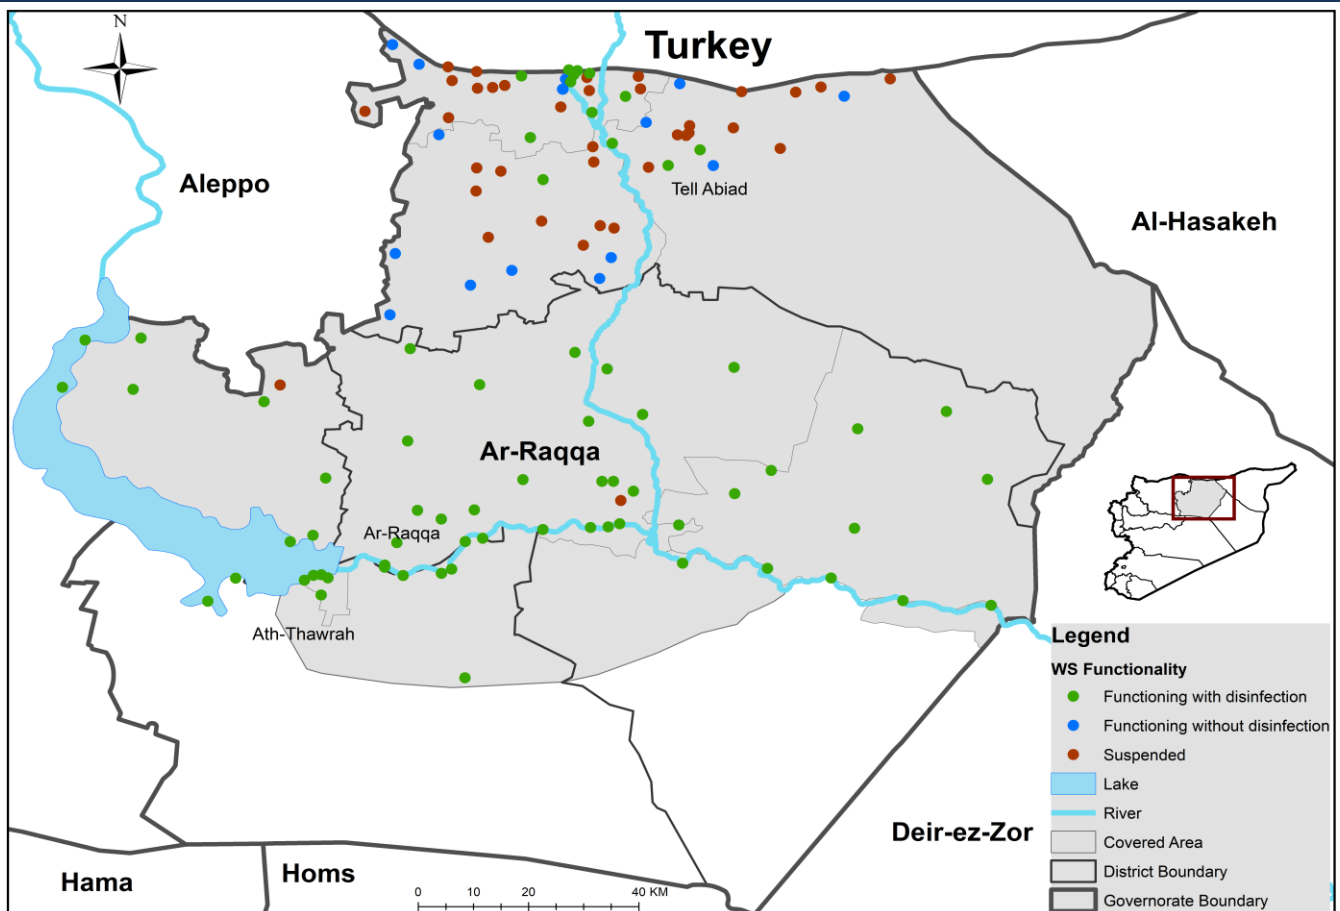 N
Turkey
Aleppo
Tell Abiad
Al-Hasakeh
Ar-Raqqa
Ar-Raqqa
Ath-Thawrah
Deir-ez-Zor
Hama
Homs
0 10 20 40 KM
Legend
WS Functionality
Functioning with disinfection
Functioning without disinfection
Suspended
Lake
River
Covered Area
District Boundary
Governorate Boundary